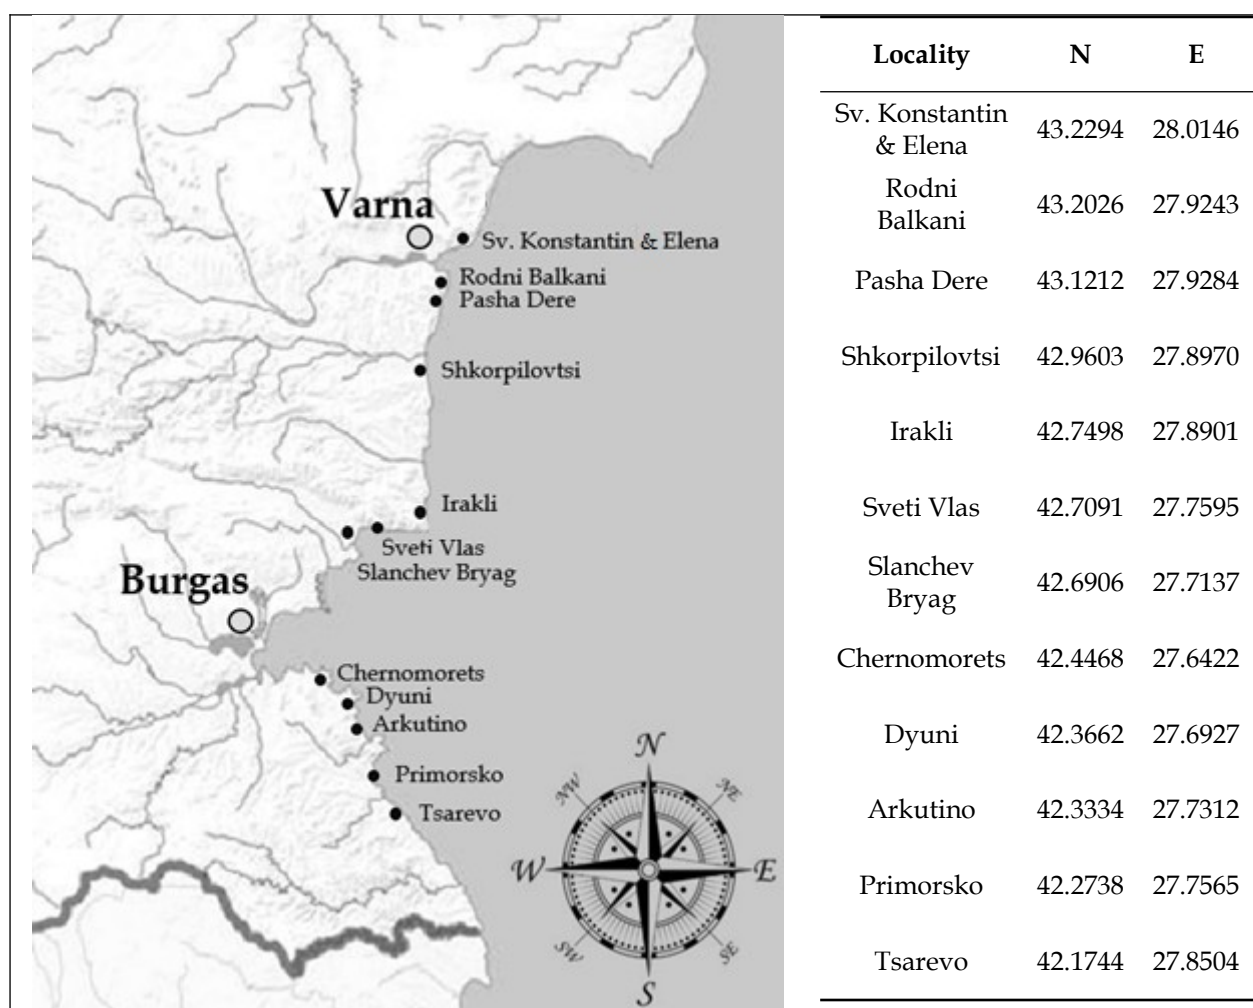 Varna
Sv. Konstantin & Elena
Rodni Balkani
Pasha Dere
Shkorpilovtsi
Irakli
Sveti Vlas
Slanchev Bryag
Burgas
Chernomorets
Dyuni
Arkutino
Primorsko
Tsarevo
N
NW
NE
W
E
SW
SE
S
Locality N E
Sv. Konstantin
& Elena 43.2294 28.0146
Rodni
Balkani 43.2026 27.9243
Pasha Dere 43.1212 27.9284
Shkorpilovtsi 42.9603 27.8970
Irakli 42.7498 27.8901
Sveti Vlas 42.7091 27.7595
Slanchev
Bryag 42.6906 27.7137
Chernomorets 42.4468 27.6422
Dyuni 42.3662 27.6927
Arkutino 42.3334 27.7312
Primorsko 42.2738 27.7565
Tsarevo 42.1744 27.8504